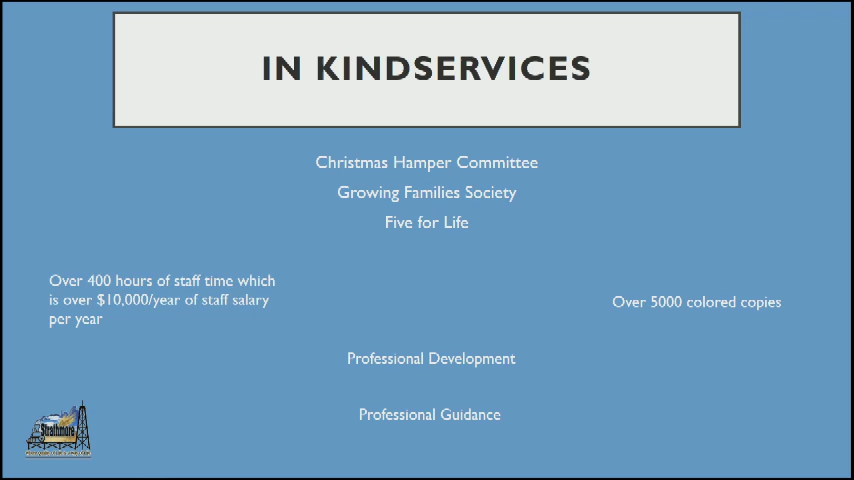 IN KINDSERVICES
Christmas Hamper Committee
Growing Families Society
Five for Life
Over 400 hours of staff time which
is over $10,000/year of staff salary
per year
Over 5000 colored copies
Professional Development
Professional Guidance
Strathmore